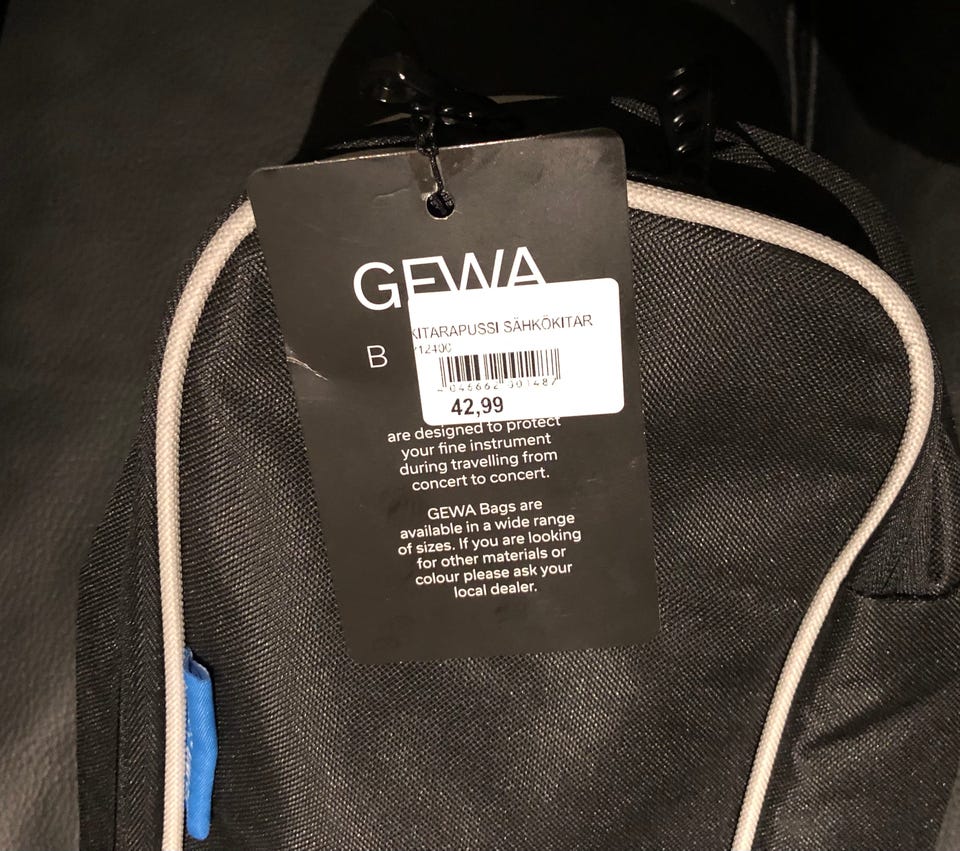 GEWA
B
KITARAPUSSI SÄHKÖKITAR
212400
42,99
are designed to protect
your fine instrument
during travelling from
concert to concert.
GEWA Bags are
available in a wide range
of sizes. If you are looking
for other materials or
colour please ask your
local dealer.